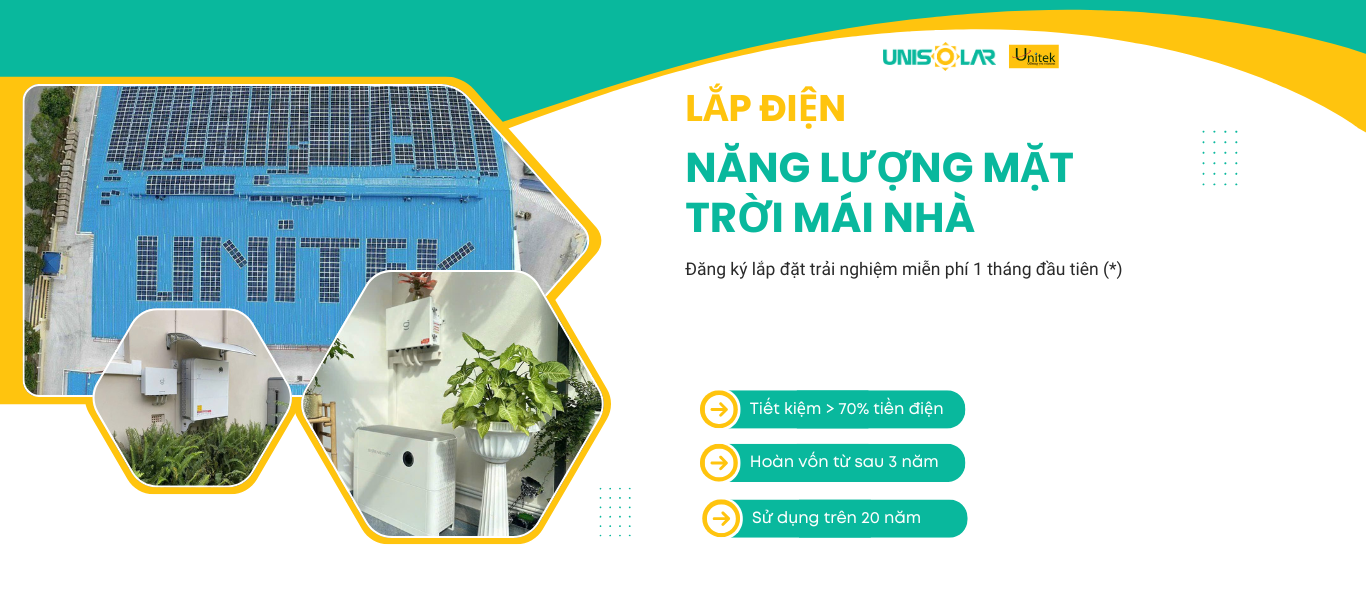 UNISOLAR Unitek
LẮP ĐIỆN
NĂNG LƯỢNG MẶT
TRỜI MÁI NHÀ
Đăng ký lắp đặt trải nghiệm miễn phí 1 tháng đầu tiên (*)
UNITEK
Tiết kiệm > 70% tiền điện
Hoàn vốn từ sau 3 năm
Sử dụng trên 20 năm